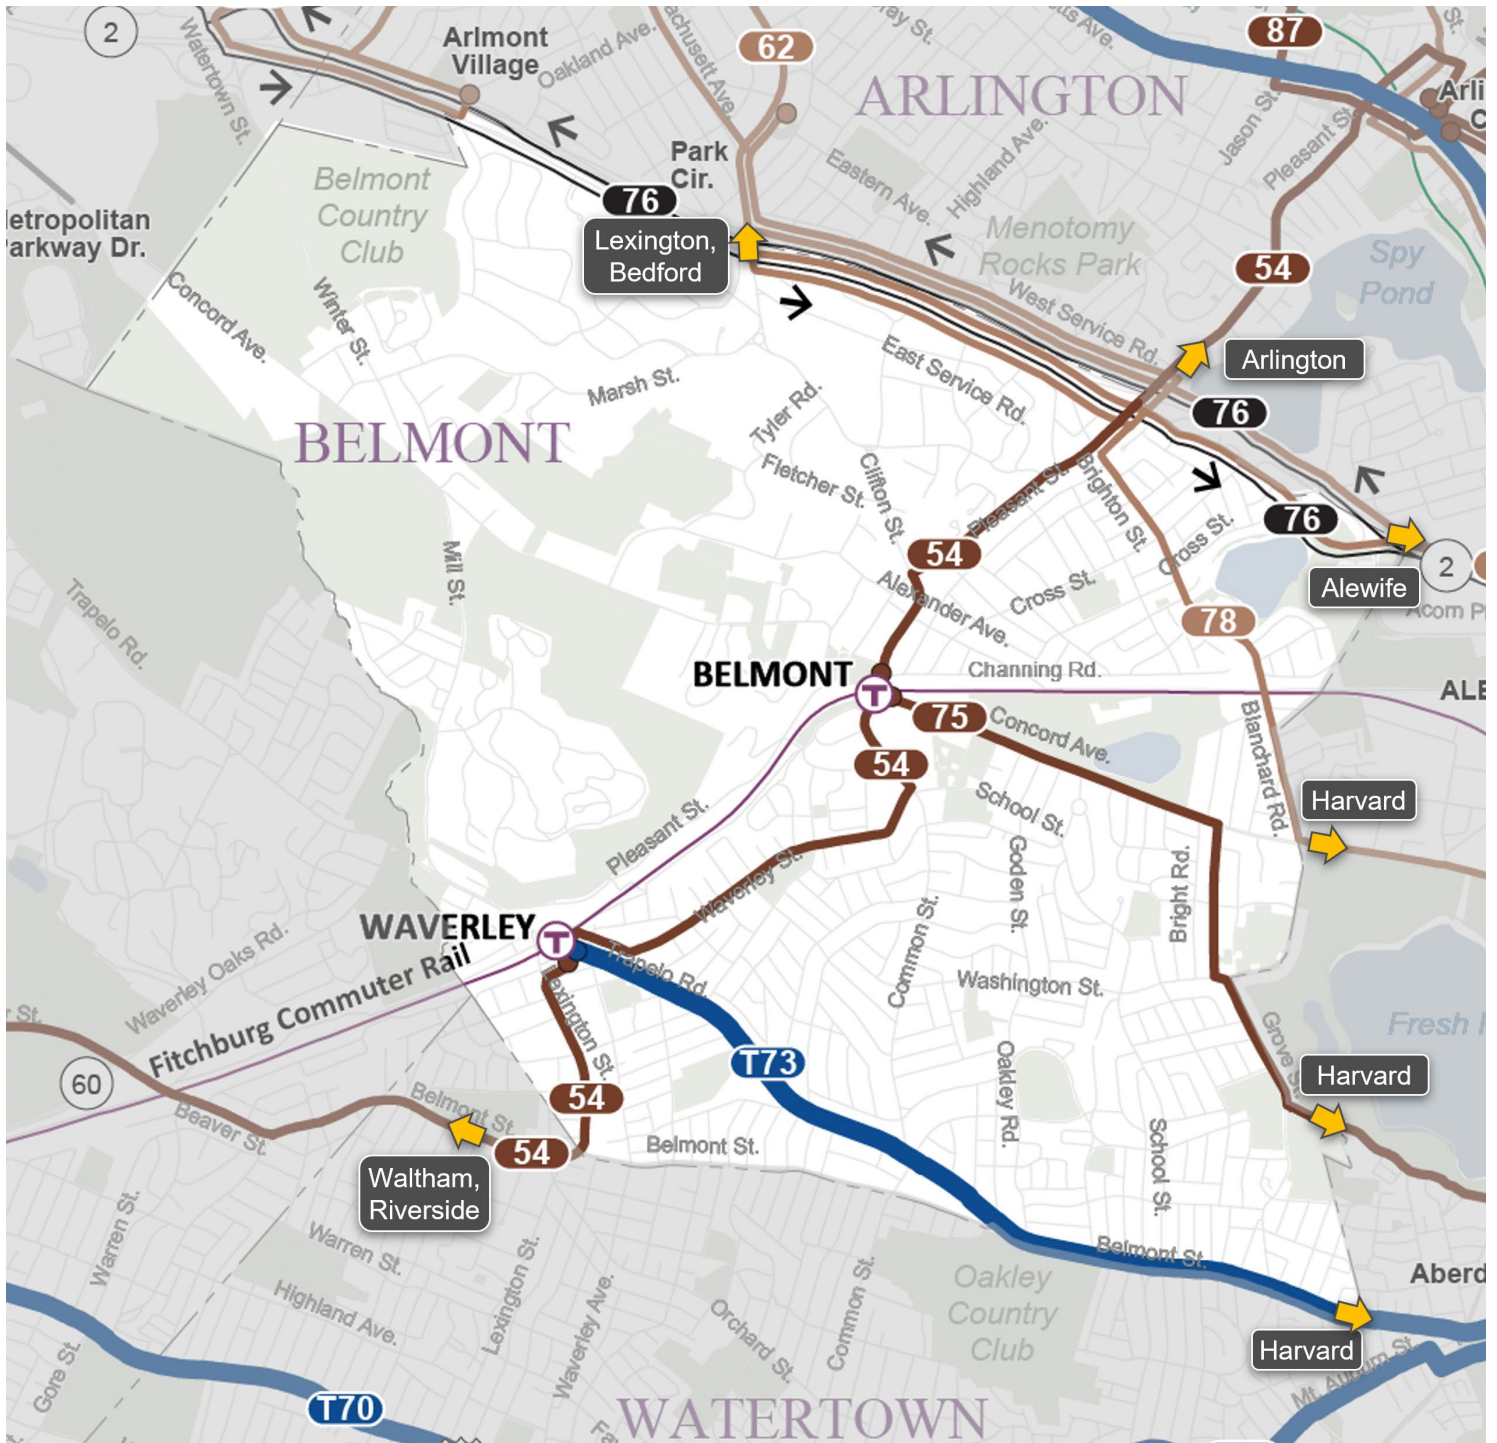 2
Watertown St.
Arlmont
Village
Oakland Ave.
62
87
ARLINGTON
Jason St.
Pleasant St.
Park
Cir.
Eastern Ave.
Highland Ave.
Belmont
Country
Club
76
Lexington,
Bedford
Menotomy
Rocks Park
54
Spy
Pond
Parkway Dr.
Concord Ave.
Winter St.
West Service Rd.
Arlington
East Service Rd.
Marsh St.
Tyler Rd.
76
BELMONT
Fletcher St.
Clifton St.
Pleasant St.
Brighton St.
76
Cross St.
54
2
Mill St.
Alexander Ave.
Cross St.
Alewife
78
Trapelo Rd.
BELMONT
T
Channing Rd.
75
Concord Ave.
Blanchard Rd.
54
School St.
Harvard
Pleasant St.
Goden St.
Bright Rd.
Waverley St.
WAVERLEY
T
Common St.
Trapelo Rd.
Washington St.
Waverley Oaks Rd.
Fitchburg Commuter Rail
Lexington St.
Fresh
Grove St.
T73
Oakley Rd.
Harvard
60
54
Belmont St.
Beaver St.
54
Belmont St.
School St.
Waltham,
Riverside
Warren St.
Warren St.
Lexington St.
Belmont St.
Oakley
Country
Club
Highland Ave.
Waverley Ave.
Orchard St.
Common St.
Harvard
Mt. Auburn St.
Gore St.
T70
WATERTOWN